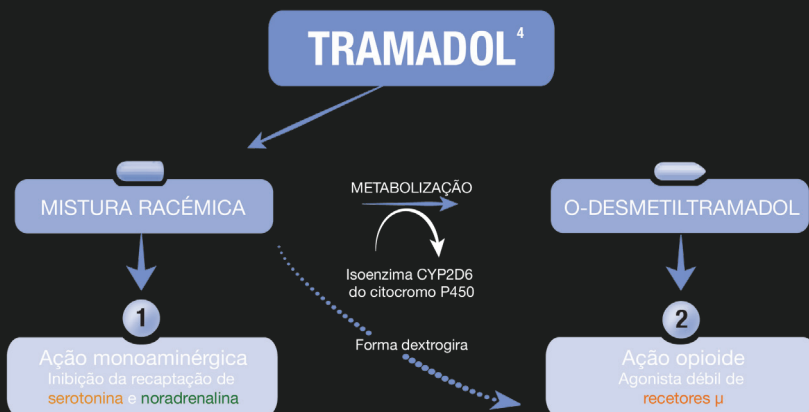 TRAMADOL⁴
MISTURA RACÉMICA
METABOLIZAÇÃO
O-DESMETILTRAMADOL
Isoenzima CYP2D6
do citocromo P450
1
Ação monoaminérgica
Inibição da recaptação de
serotonina e noradrenalina
Forma dextrogira
2
Ação opioide
Agonista débil de
recetores µ